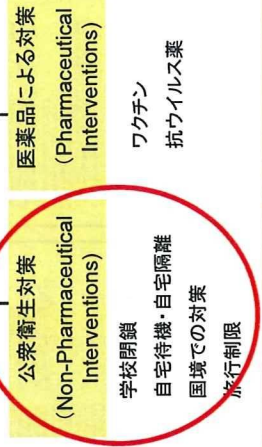 公衆衛生対策
(Non-Pharmaceutical
Interventions)
学校閉鎖
自宅待機・自宅隔離
国境での対策
旅行制限
医薬品による対策
(Pharmaceutical
Interventions)
ワクチン
抗ウイルス薬